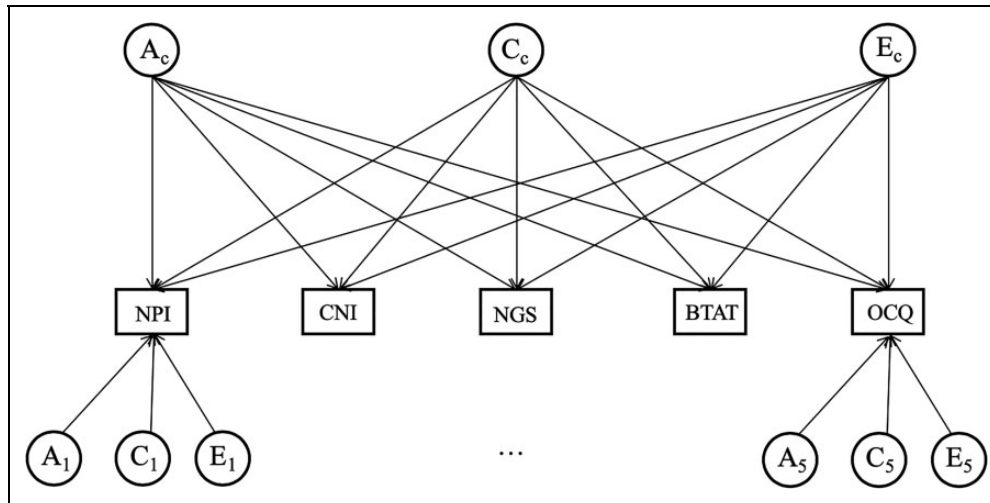 Ac Cc Ec
NPI CNI NGS BTAT OCQ
A1 C1 E1 ... A5 C5 E5